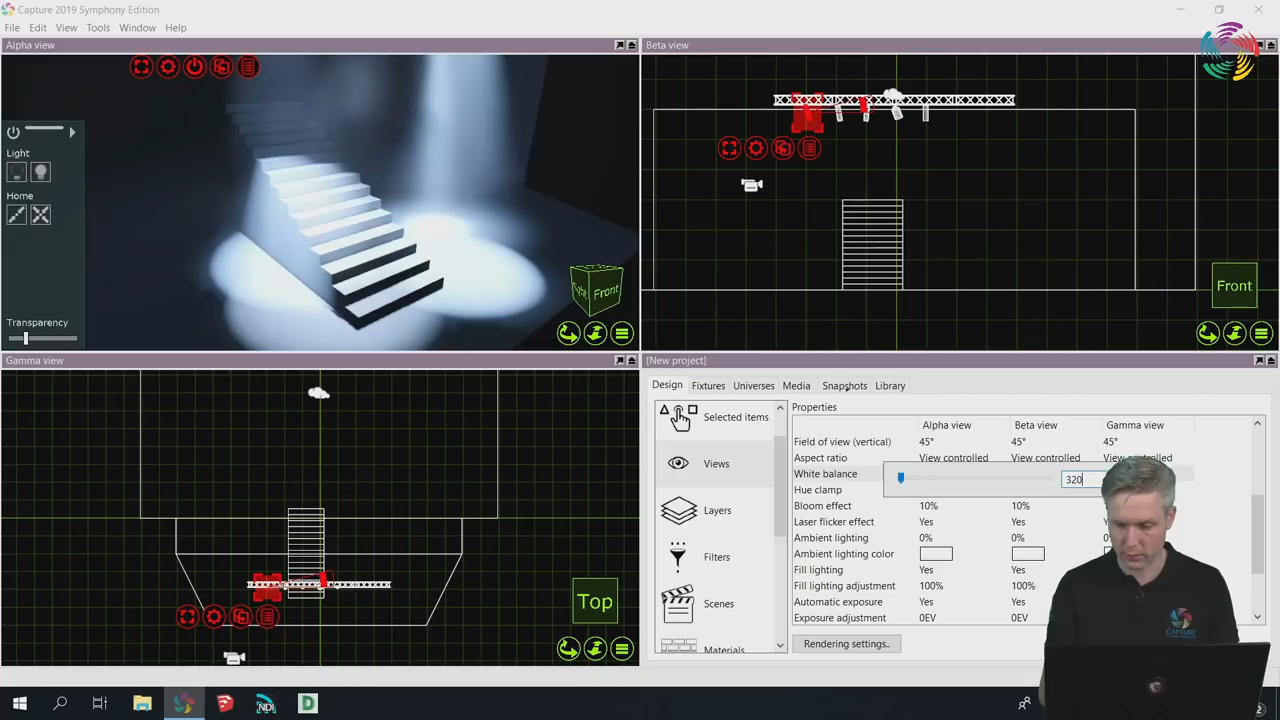 Capture 2019 Symphony Edition
File Edit View Tools Window Help
Alpha view
Beta view
Light
Home
Transparency
Right Front
Front
Gamma view
[New project]
Design Fixtures Universes Media Snapshots Library
Selected items
Views
Layers
Filters
Scenes
Materials
Properties
Alpha view Beta view Gamma view
Field of view (vertical) 45° 45° 45°
Aspect ratio View controlled View controlled View controlled
White balance 320
Hue clamp
Bloom effect 10% 10%
Laser flicker effect Yes Yes
Ambient lighting 0% 0%
Ambient lighting color
Fill lighting Yes Yes
Fill lighting adjustment 100% 100%
Automatic exposure Yes Yes
Exposure adjustment 0EV 0EV
Rendering settings..
Top
CAPTURE
NDI
D